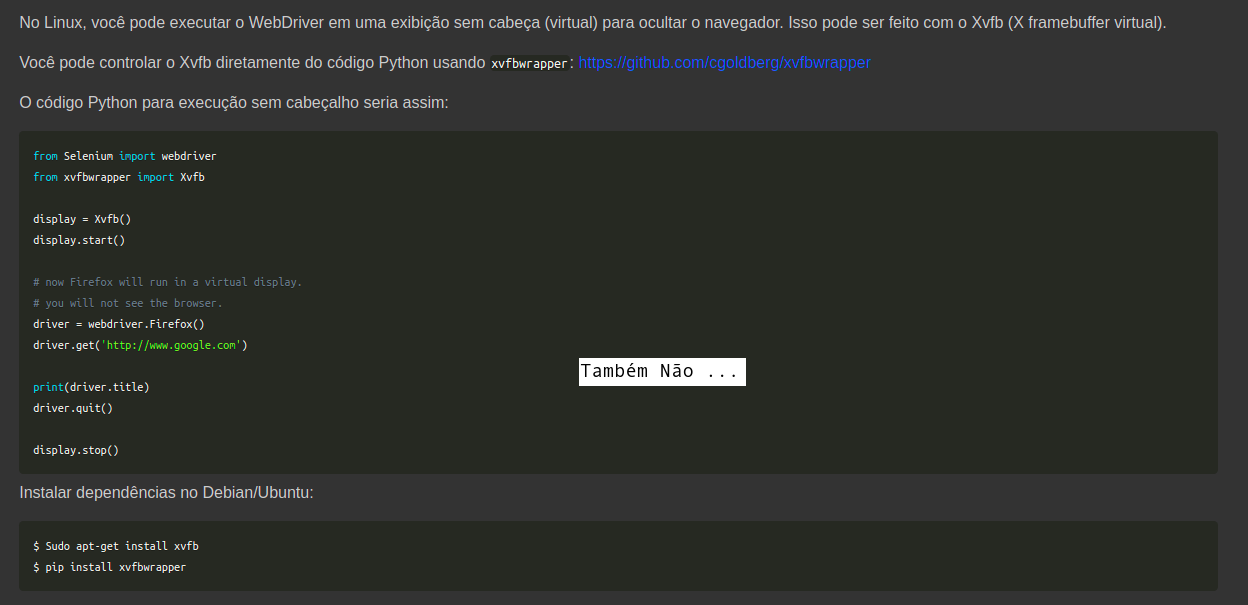 No Linux, você pode executar o WebDriver em uma exibição sem cabeça (virtual) para ocultar o navegador. Isso pode ser feito com o Xvfb (X framebuffer virtual).
Você pode controlar o Xvfb diretamente do código Python usando xvfbwrapper: https://github.com/cgoldberg/xvfbwrapper
O código Python para execução sem cabeçalho seria assim:
from Selenium import webdriver
from xvfbwrapper import Xvfb
display = Xvfb()
display.start()
# now Firefox will run in a virtual display.
# you will not see the browser.
driver = webdriver.Firefox()
driver.get('http://www.google.com')
Também Não ...
print(driver.title)
driver.quit()
display.stop()
Instalar dependências no Debian/Ubuntu:
$ Sudo apt-get install xvfb
$ pip install xvfbwrapper